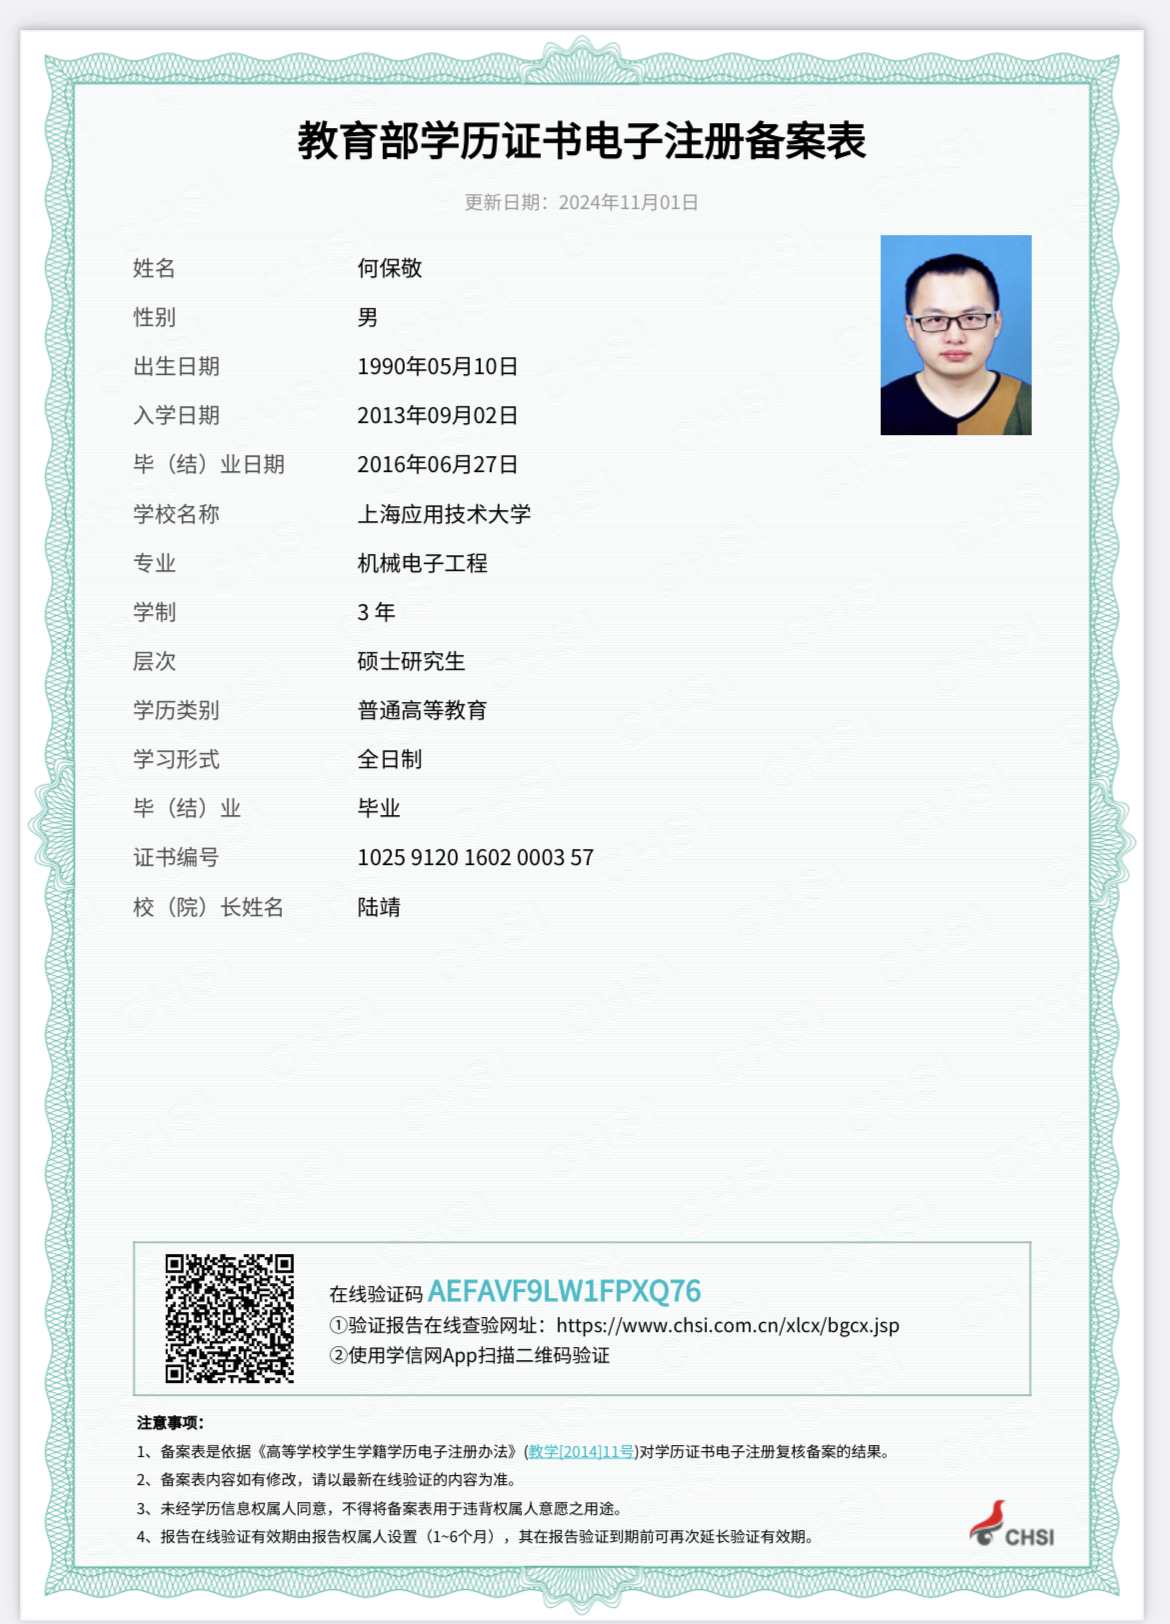 教育部学历证书电子注册备案表
更新日期：2024年11月01日
姓名 何保敬
性别 男
出生日期 1990年05月10日
入学日期 2013年09月02日
毕（结）业日期 2016年06月27日
学校名称 上海应用技术大学
专业 机械电子工程
学制 3 年
层次 硕士研究生
学历类别 普通高等教育
学习形式 全日制
毕（结）业 毕业
证书编号 1025 9120 1602 0003 57
校（院）长姓名 陆靖
在线验证码 AEFAVF9LW1FPXQ76
①验证报告在线查验网址：https://www.chsi.com.cn/xlcx/bgcx.jsp
②使用学信网App扫描二维码验证
注意事项：
1、备案表是依据《高等学校学生学籍学历电子注册办法》(教学[2014]11号)对学历证书电子注册复核备案的结果。
2、备案表内容如有修改，请以最新在线验证的内容为准。
3、未经学历信息权属人同意，不得将备案表用于违背权属人意愿之用途。
4、报告在线验证有效期由报告权属人设置（1~6个月），其在报告验证到期前可再次延长验证有效期。
CHSI